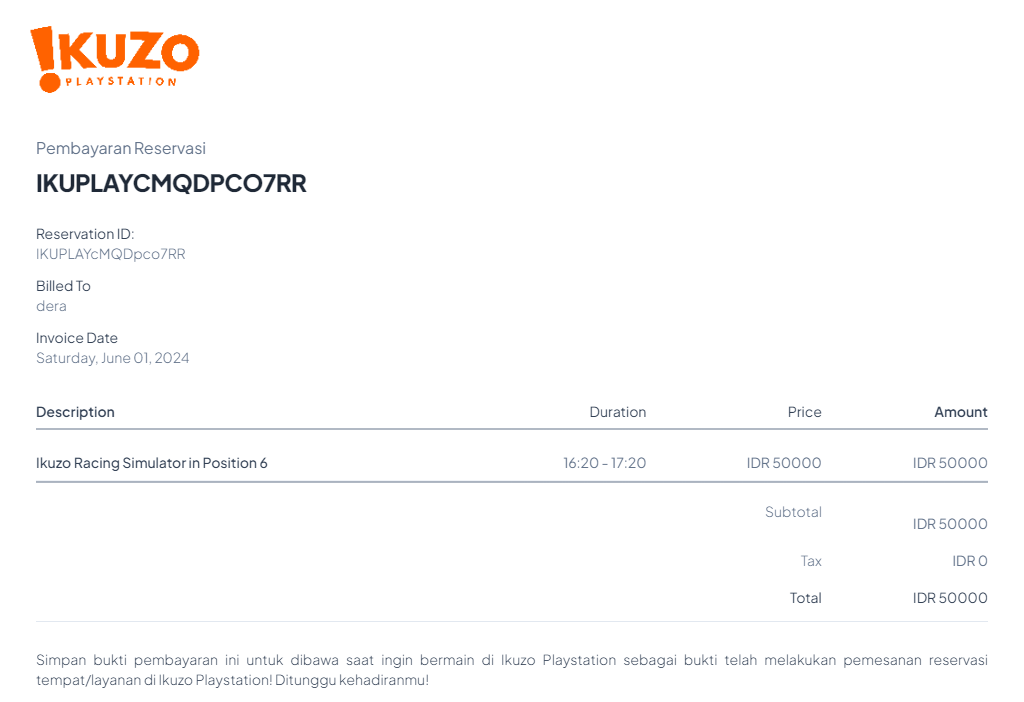 IKUZO
PLAYSTATION
Pembayaran Reservasi
IKUPLAYCMQDPCO7RR
Reservation ID:
IKUPLAYcMQDpco7RR
Billed To
dera
Invoice Date
Saturday, June 01, 2024
Description Duration Price Amount
Ikuzo Racing Simulator in Position 6 16:20 - 17:20 IDR 50000 IDR 50000
Subtotal IDR 50000
Tax IDR 0
Total IDR 50000
Simpan bukti pembayaran ini untuk dibawa saat ingin bermain di Ikuzo Playstation sebagai bukti telah melakukan pemesanan reservasi
tempat/layanan di Ikuzo Playstation! Ditunggu kehadiranmu!